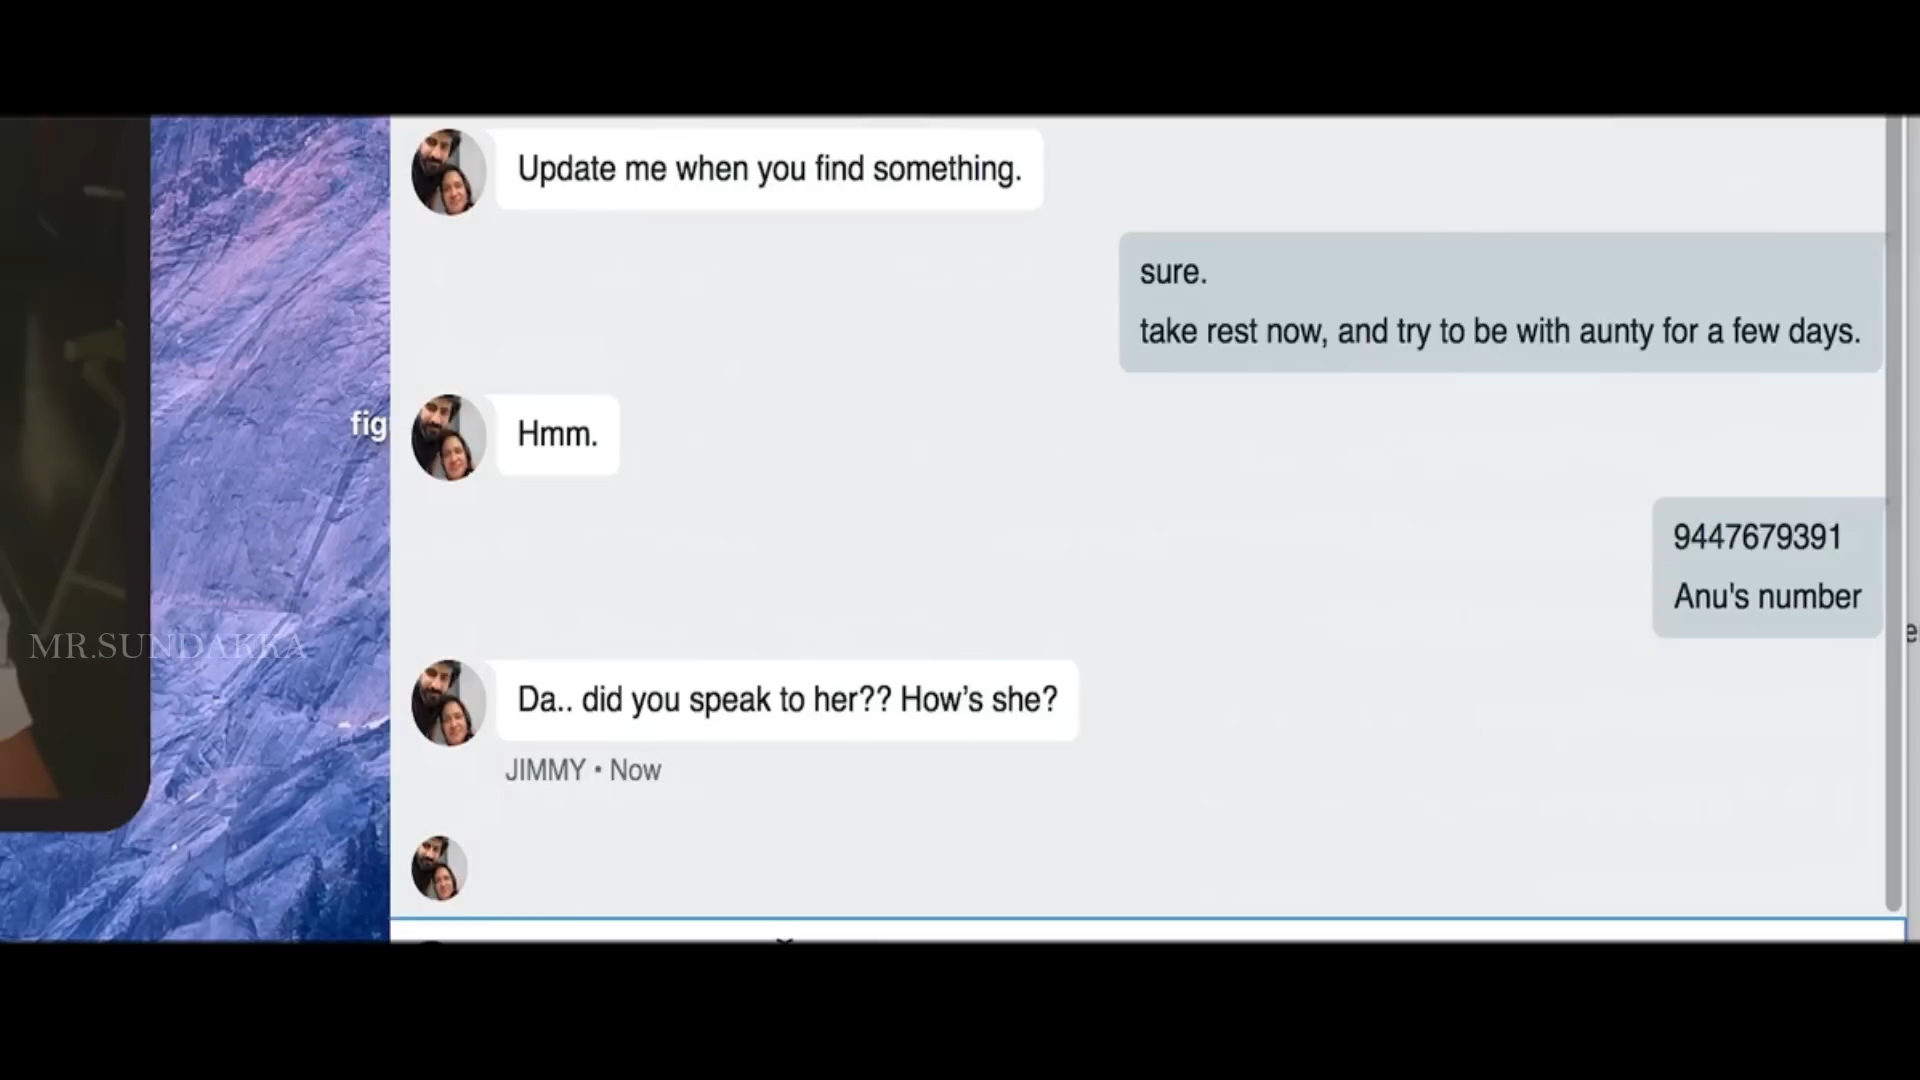 Update me when you find something.
sure.
take rest now, and try to be with aunty for a few days.
fig
Hmm.
9447679391
Anu's number
MR.SUNDAKKA
Da.. did you speak to her?? How's she?
JIMMY • Now